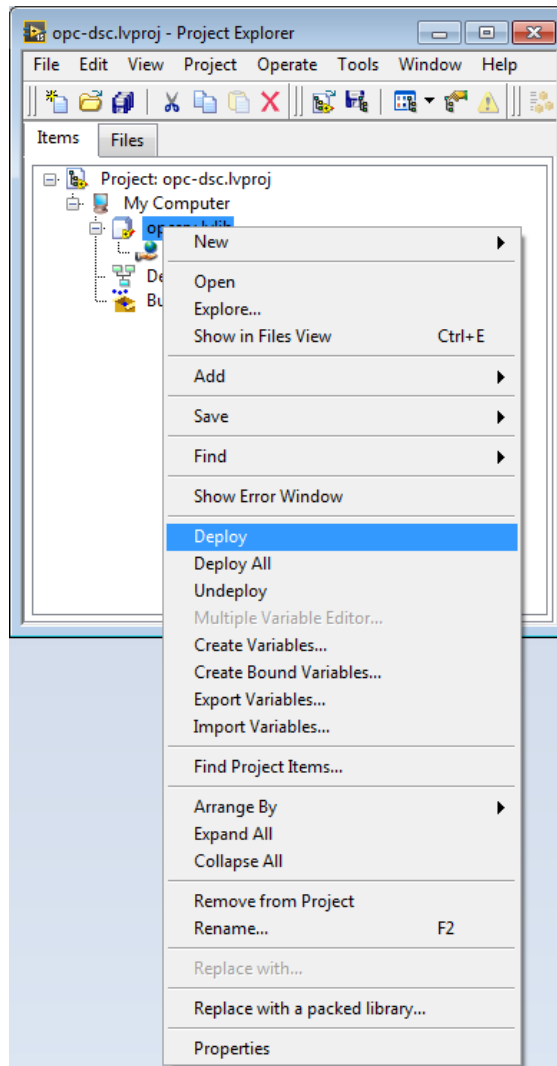 opc-dsc.lvproj - Project Explorer
File Edit View Project Operate Tools Window Help
Items Files
Project: opc-dsc.lvproj
My Computer
New
Open
Explore...
Show in Files View Ctrl+E
Add
Save
Find
Show Error Window
Deploy
Deploy All
Undeploy
Multiple Variable Editor...
Create Variables...
Create Bound Variables...
Export Variables...
Import Variables...
Find Project Items...
Arrange By
Expand All
Collapse All
Remove from Project
Rename... F2
Replace with...
Replace with a packed library...
Properties